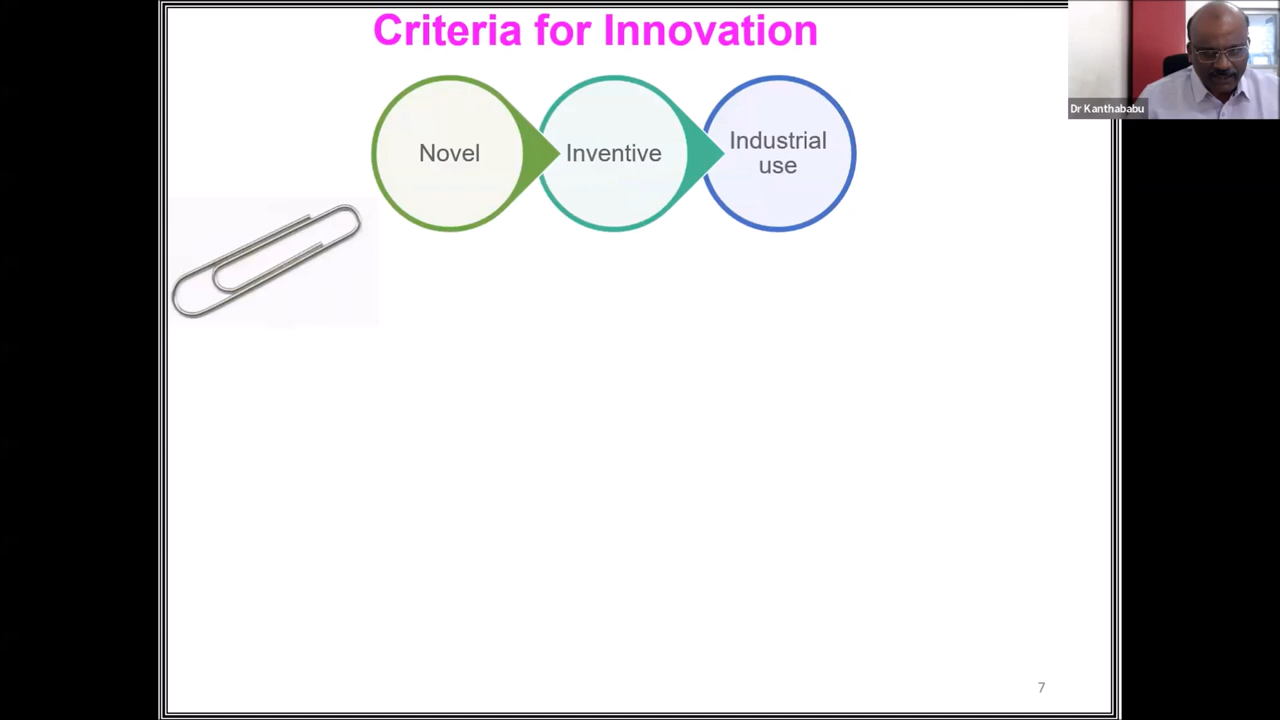 Criteria for Innovation
Dr Kanthababu
Novel
Inventive
Industrial
use
7